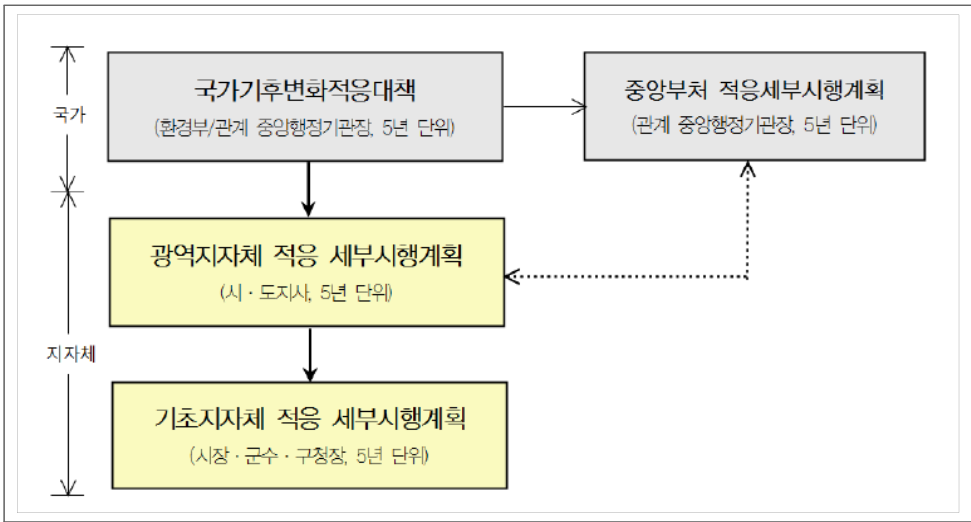 국가
국가기후변화적응대책
(환경부/관계 중앙행정기관장, 5년 단위)
중앙부처 적응세부시행계획
(관계 중앙행정기관장, 5년 단위)
지자체
광역지자체 적응 세부시행계획
(시·도지사, 5년 단위)
기초지자체 적응 세부시행계획
(시장·군수·구청장, 5년 단위)